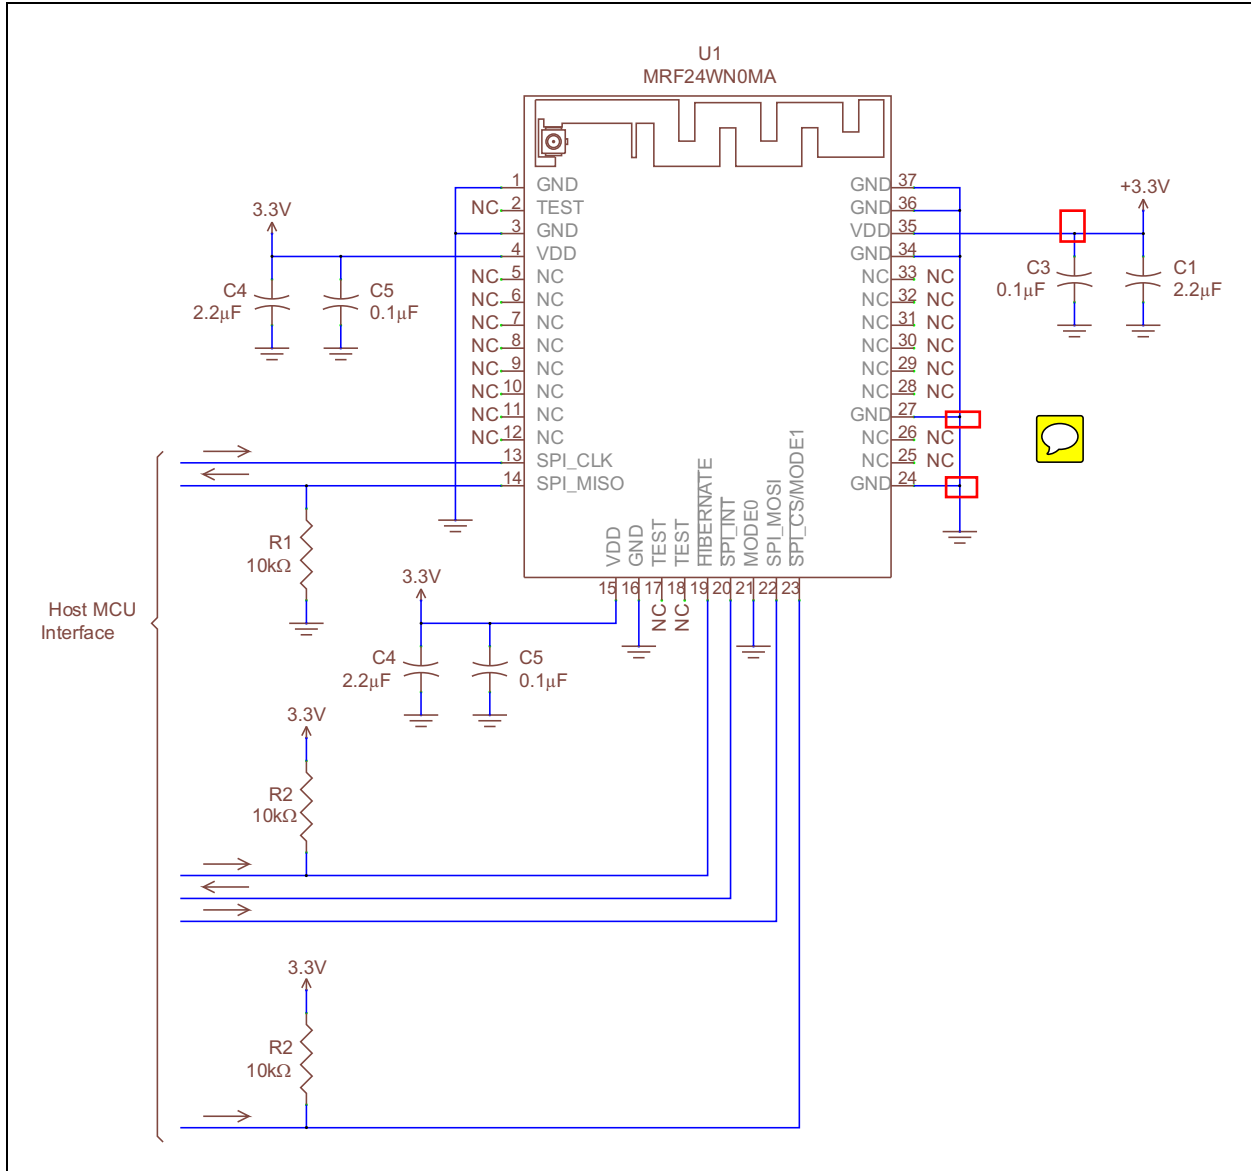 U1
MRF24WN0MA
1 GND
NC 2 TEST
3 GND
4 VDD
NC 5 NC
NC 6 NC
NC 7 NC
NC 8 NC
NC 9 NC
NC 10 NC
NC 11 NC
NC 12 NC
13 SPI_CLK
14 SPI_MISO
GND 37
GND 36
VDD 35
GND 34
NC 33 NC
NC 32 NC
NC 31 NC
NC 30 NC
NC 29 NC
NC 28 NC
GND 27
NC 26 NC
NC 25 NC
GND 24
VDD 15
GND 16
TEST 17 NC
TEST 18 NC
HIBERNATE 19
SPI_INT 20
MODE0 21
SPI_MOSI 22
SPI_CS/MODE1 23
3.3V
C4
2.2µF
C5
0.1µF
+3.3V
C3
0.1µF
C1
2.2µF
R1
10kΩ
Host MCU
Interface
3.3V
C4
2.2µF
C5
0.1µF
3.3V
R2
10kΩ
3.3V
R2
10kΩ